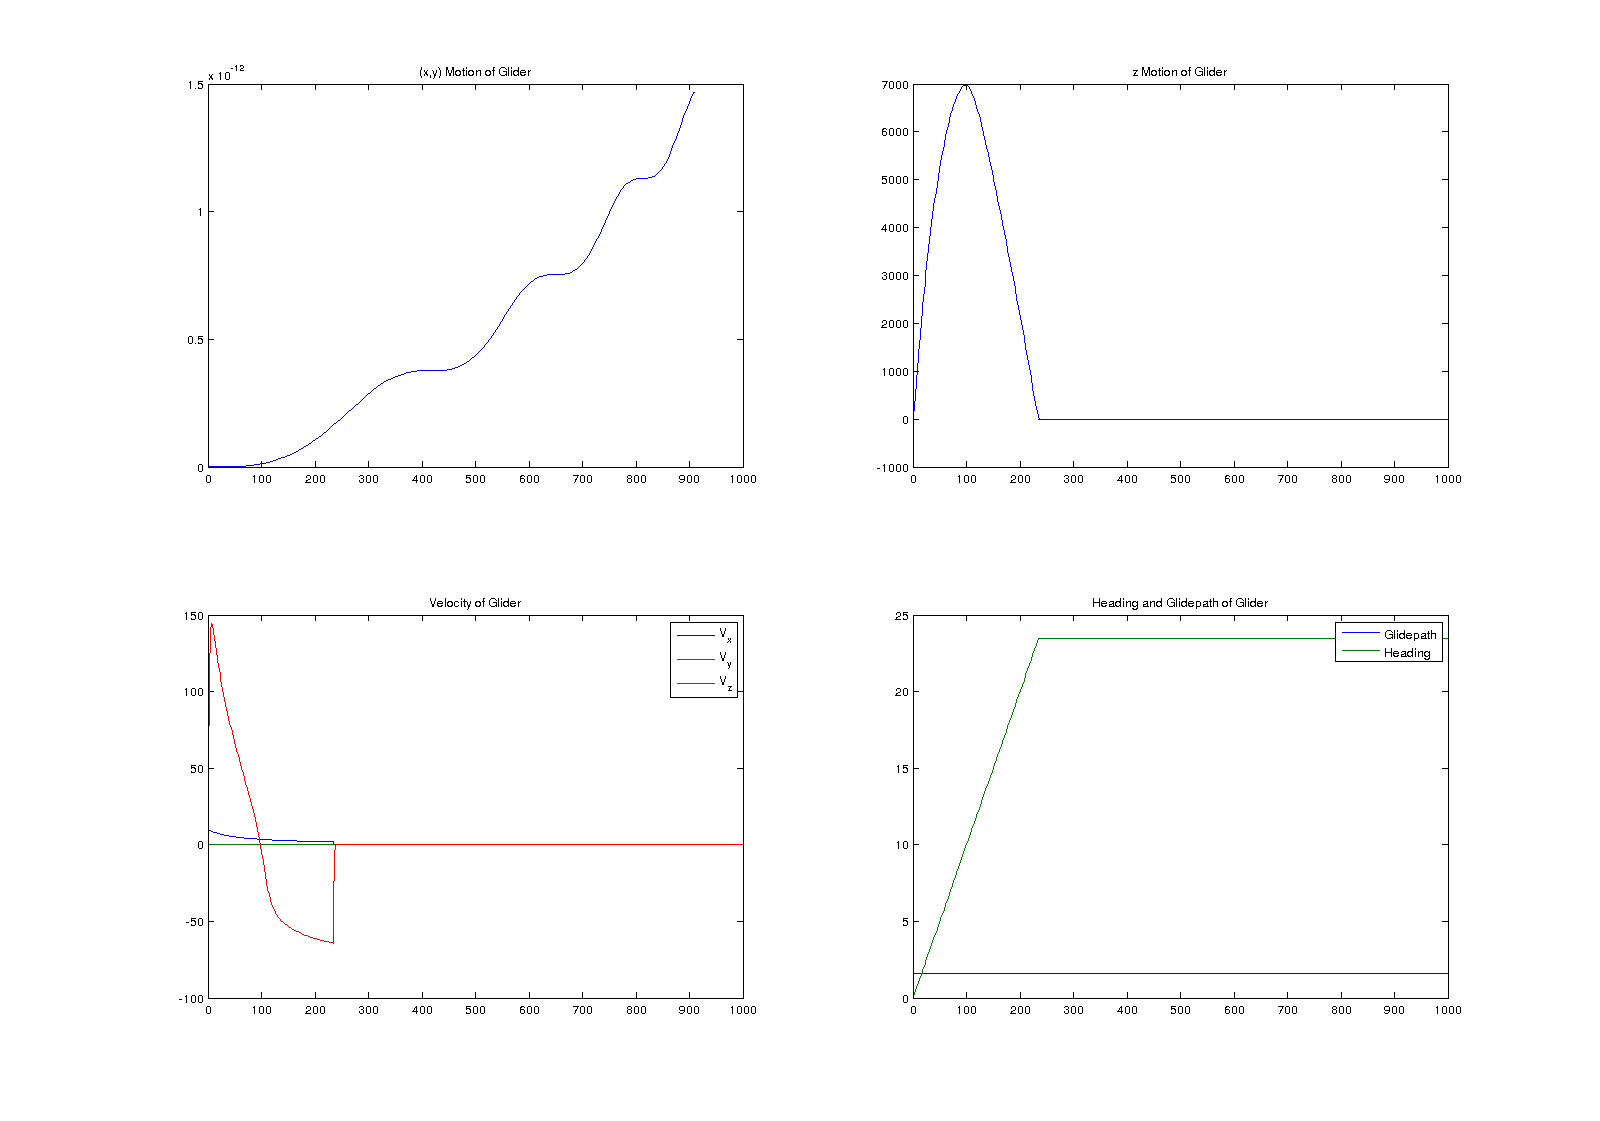 x 10-12
(x,y) Motion of Glider
1.5
1
0.5
0
0 100 200 300 400 500 600 700 800 900 1000
z Motion of Glider
7000
6000
5000
4000
3000
2000
1000
0
-1000
0 100 200 300 400 500 600 700 800 900 1000
Velocity of Glider
150
100
50
0
-50
-100
0 100 200 300 400 500 600 700 800 900 1000
Vx
Vy
Vz
Heading and Glidepath of Glider
25
20
15
10
5
0
0 100 200 300 400 500 600 700 800 900 1000
Glidepath
Heading